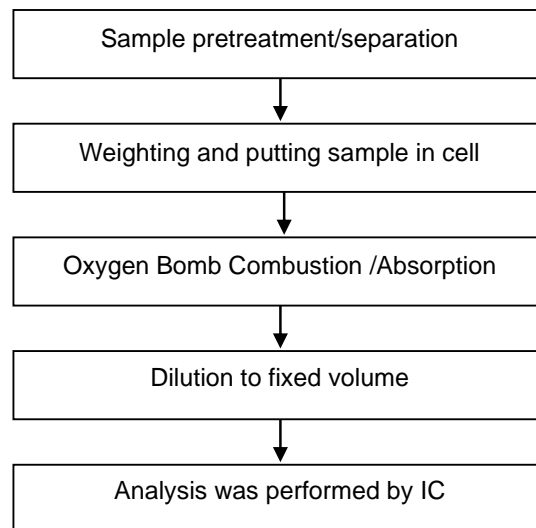 Sample pretreatment/separation
Weighting and putting sample in cell
Oxygen Bomb Combustion /Absorption
Dilution to fixed volume
Analysis was performed by IC